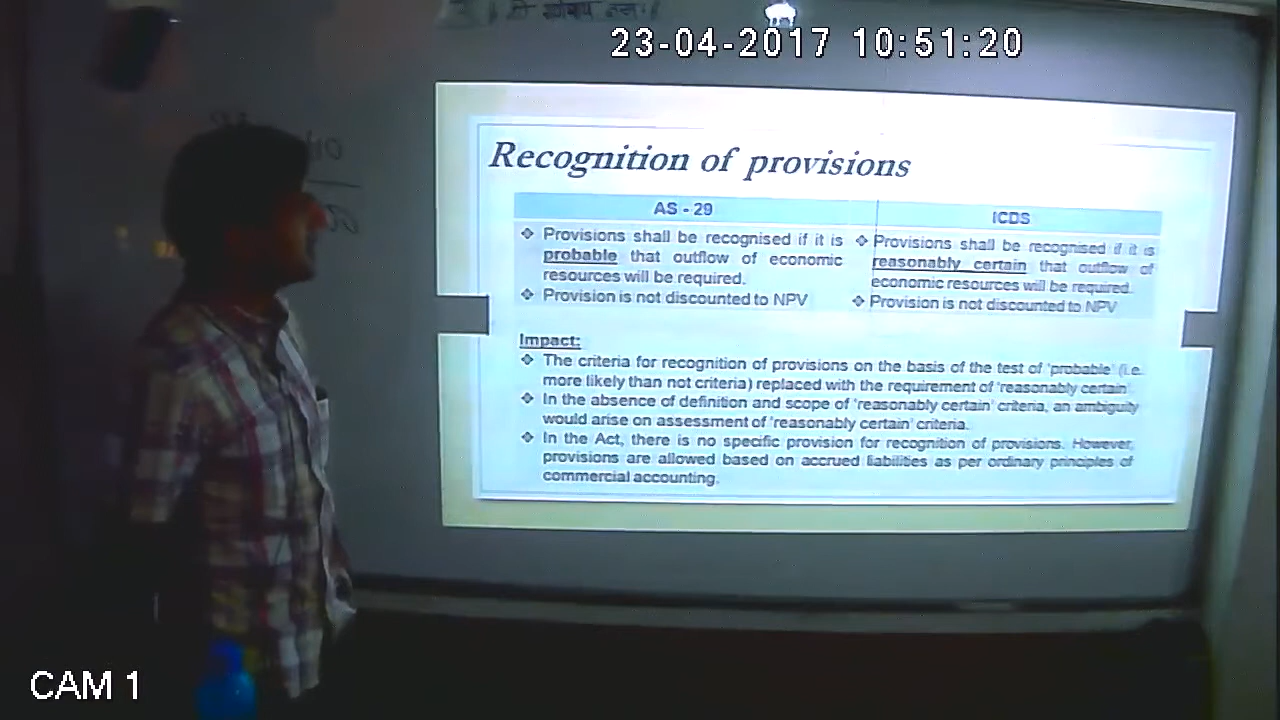 23-04-2017 10:51:20
Recognition of provisions
AS - 29
ICDS
❖ Provisions shall be recognised if it is
probable that outflow of economic
resources will be required.
❖ Provision is not discounted to NPV
❖ Provisions shall be recognised if it is
reasonably certain that outflow of
economic resources will be required.
❖ Provision is not discounted to NPV
Impact:
❖ The criteria for recognition of provisions on the basis of the test of 'probable' (i.e.
more likely than not criteria) replaced with the requirement of 'reasonably certain'
❖ In the absence of definition and scope of 'reasonably certain' criteria, an ambiguity
would arise on assessment of 'reasonably certain' criteria.
❖ In the Act, there is no specific provision for recognition of provisions. However,
provisions are allowed based on accrued liabilities as per ordinary principles of
commercial accounting.
CAM 1